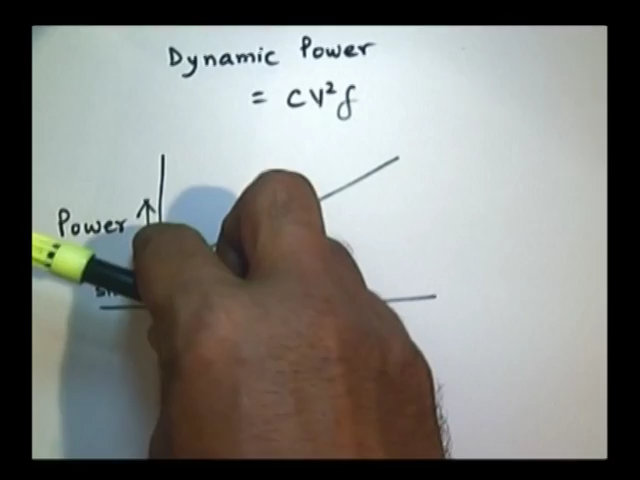 Dynamic Power
= CV²f
Power ↑